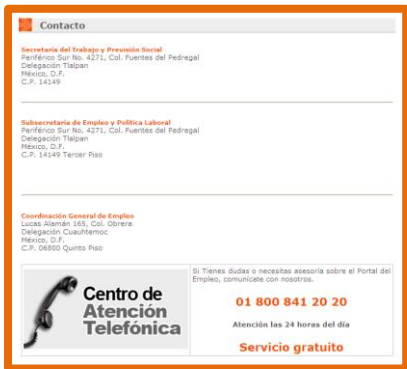 Contacto
Secretaría del Trabajo y Previsión Social
Periférico Sur No. 4271, Col. Fuentes del Pedregal
Delegación Tlalpan
México, D.F.
C.P. 14149
Subsecretaría de Empleo y Política Laboral
Periférico Sur No. 4271, Col. Fuentes del Pedregal
Delegación Tlalpan
México, D.F.
C.P. 14149 Tercer Piso
Coordinación General de Empleo
Lucas Alamán 165, Col. Obrera
Delegación Cuauhtemoc
México, D.F.
C.P. 06800 Quinto Piso
Centro de
Atención
Telefónica
Si Tienes dudas o necesitas asesoría sobre el Portal del
Empleo, comunícate con nosotros.
01 800 841 20 20
Atención las 24 horas del día
Servicio gratuito